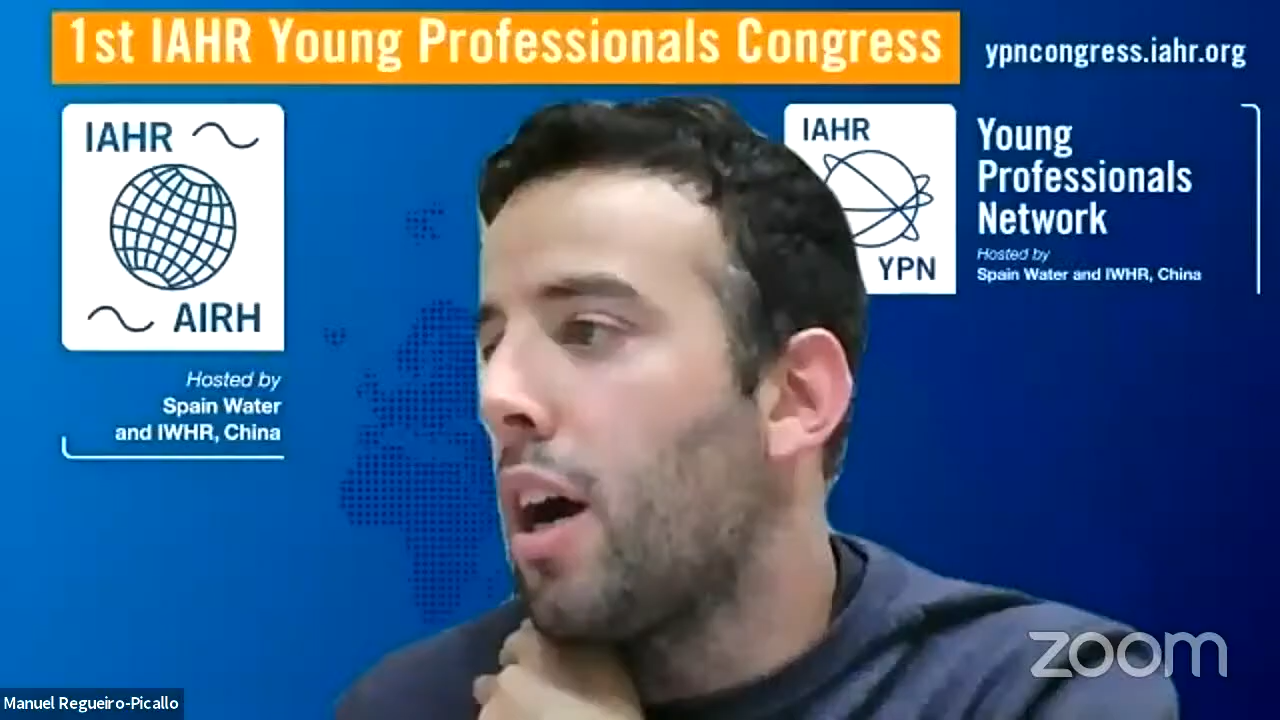 1st IAHR Young Professionals Congress
ypncongress.iahr.org
IAHR
AIRH
Hosted by
Spain Water
and IWHR, China
IAHR
YPN
Young
Professionals
Network
Hosted by
Spain Water and IWHR, China
zoom
Manuel Regueiro-Picallo